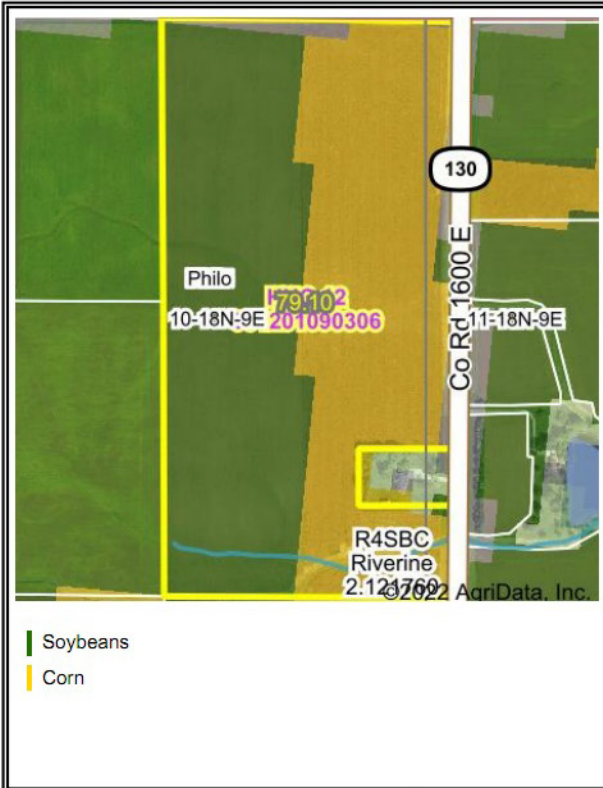 130
Co Rd 1600 E
Philo
79.10
10-18N-9E
201090306
11-18N-9E
R4SBC
Riverine
©2022 AgriData, Inc.
Soybeans
Corn